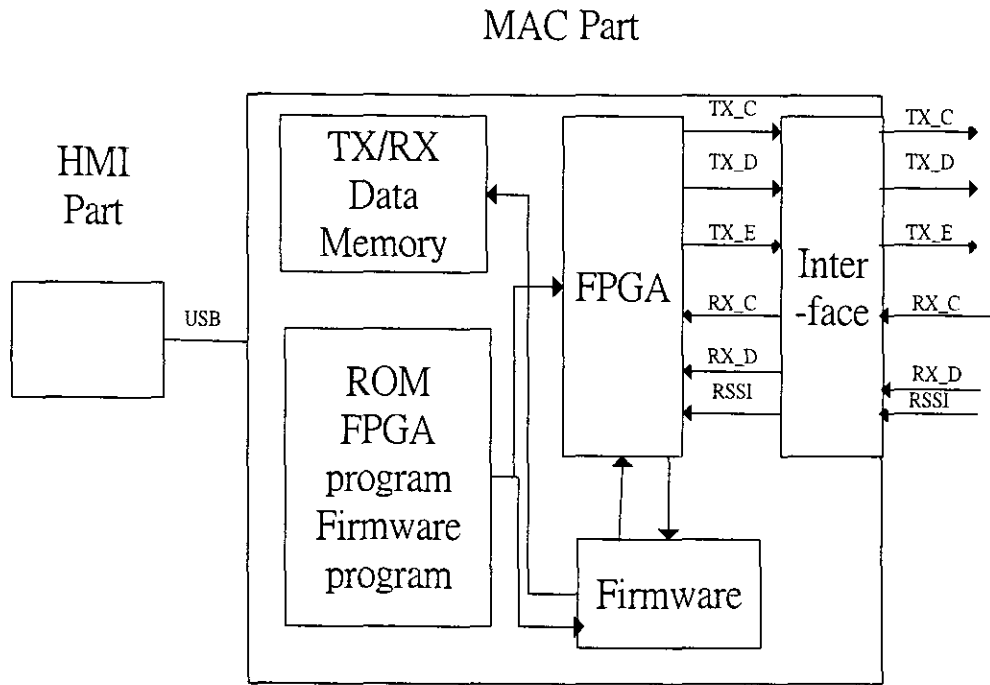 MAC Part
HMI
Part
USB
TX/RX
Data
Memory
ROM
FPGA
program
Firmware
program
FPGA
Firmware
TX_C
TX_D
TX_E
RX_C
RX_D
RSSI
Inter
-face
TX_C
TX_D
TX_E
RX_C
RX_D
RSSI